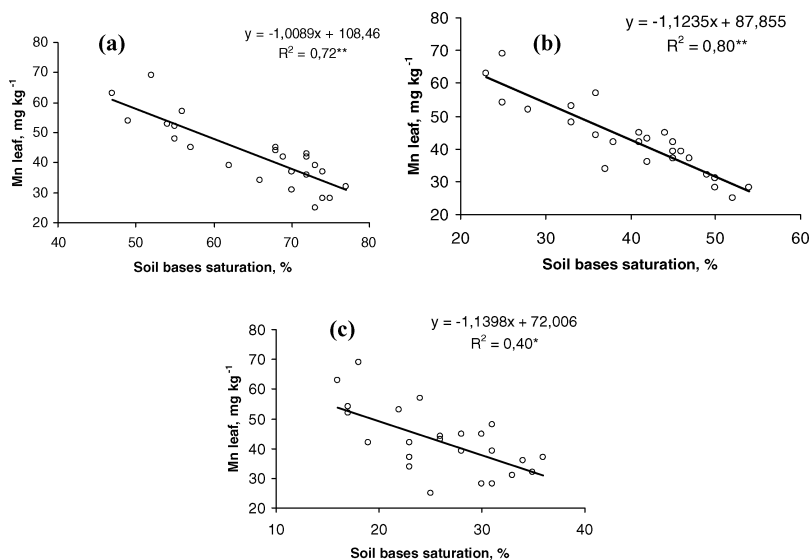 (a)
y = -1,0089x + 108,46
R² = 0,72**
Mn leaf, mg kg⁻¹
80
70
60
50
40
30
20
40 50 60 70 80
Soil bases saturation, %
(b)
y = -1,1235x + 87,855
R² = 0,80**
Mn leaf, mg kg⁻¹
80
70
60
50
40
30
20
20 30 40 50 60
Soil bases saturation, %
(c)
y = -1,1398x + 72,006
R² = 0,40*
Mn leaf, mg kg⁻¹
80
70
60
50
40
30
20
10 20 30 40
Soil bases saturation, %